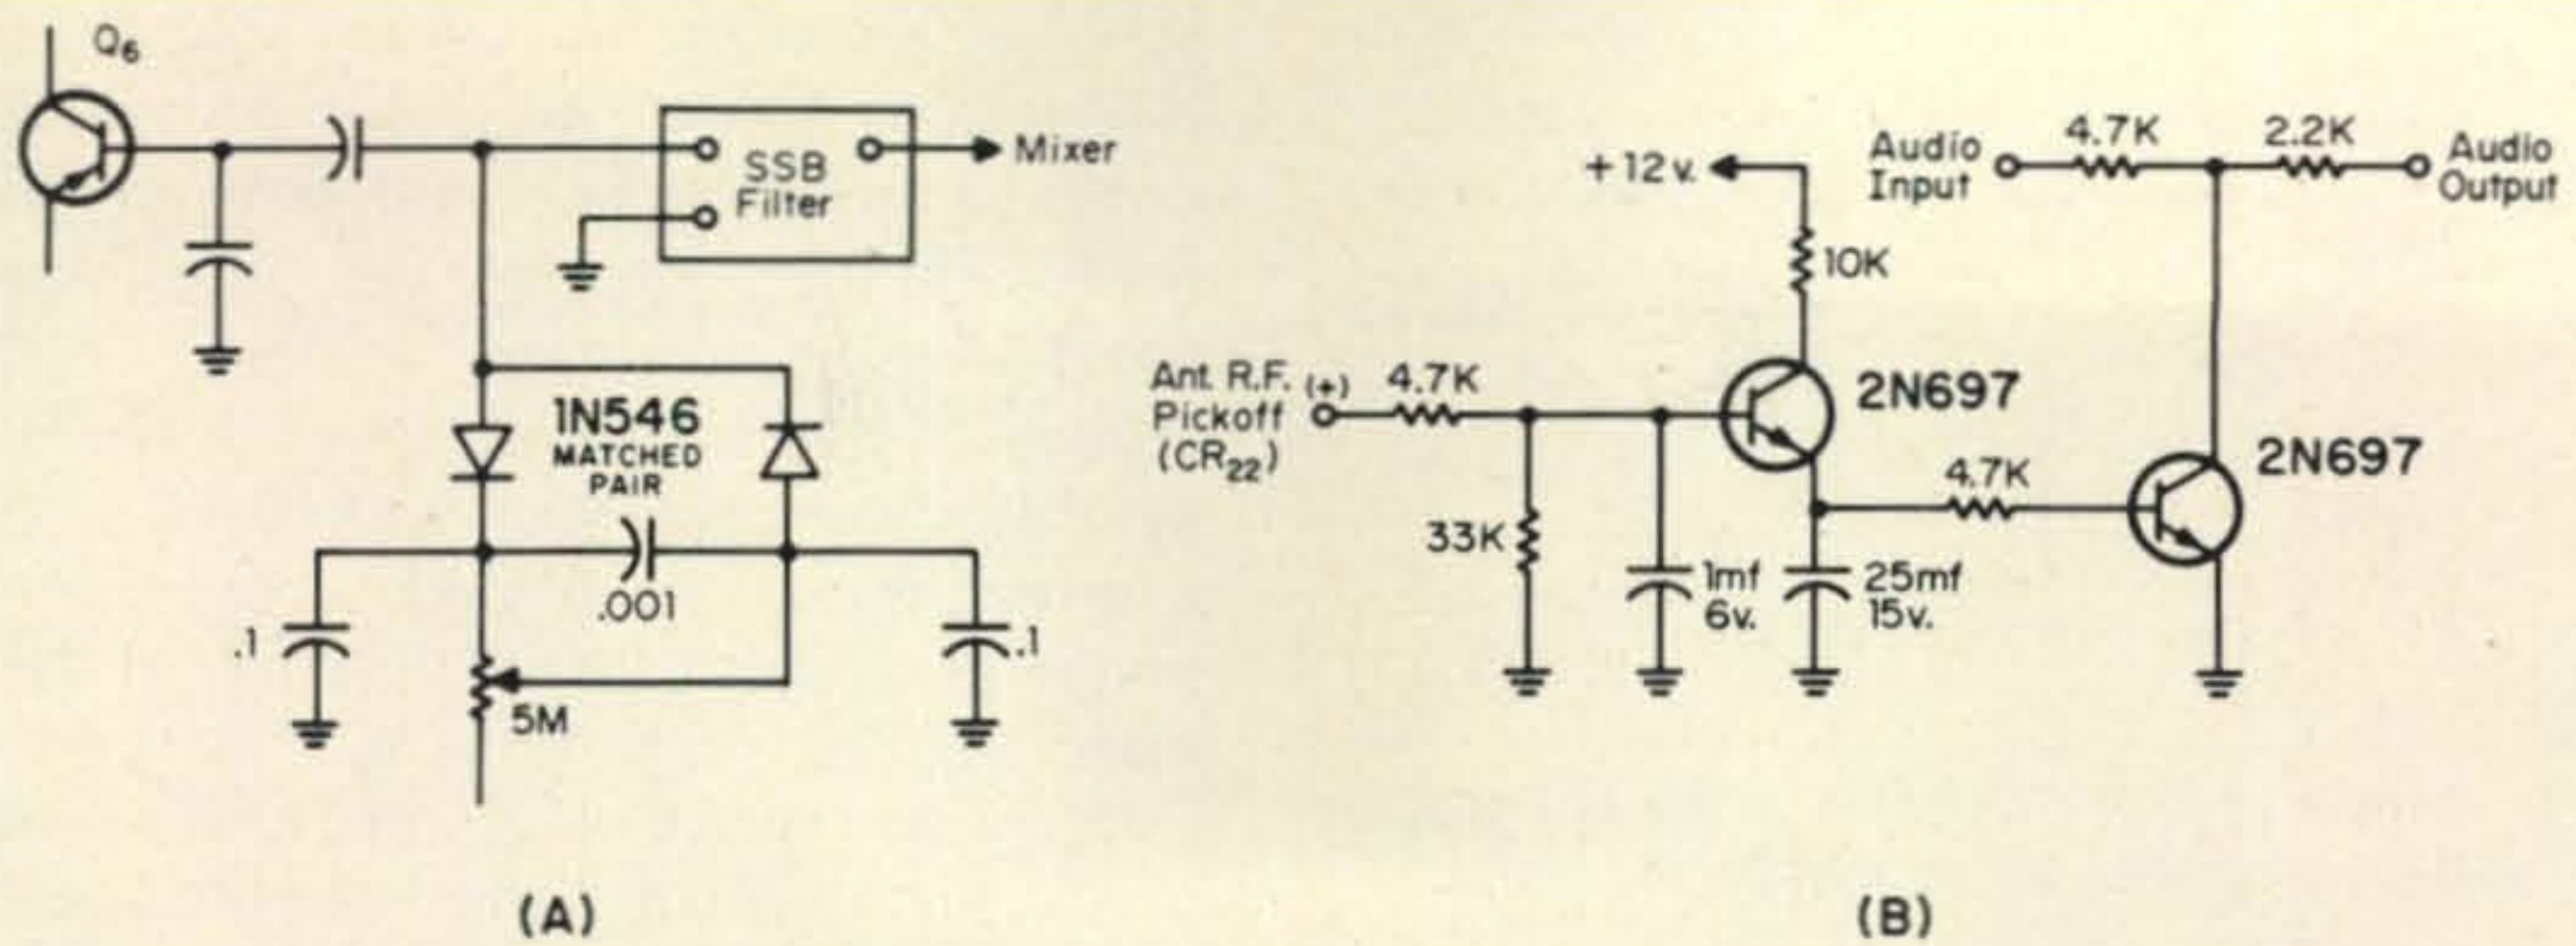 Q6
SSB
Filter
Mixer
1N546
MATCHED
PAIR
.001
.1
.1
5M
(A)
+12v.
10K
Audio
Input
4.7K
2.2K
Audio
Output
Ant. R.F. (+)
Pickoff
(CR22)
4.7K
2N697
33K
1mf
6v.
25mf
15v.
4.7K
2N697
(B)